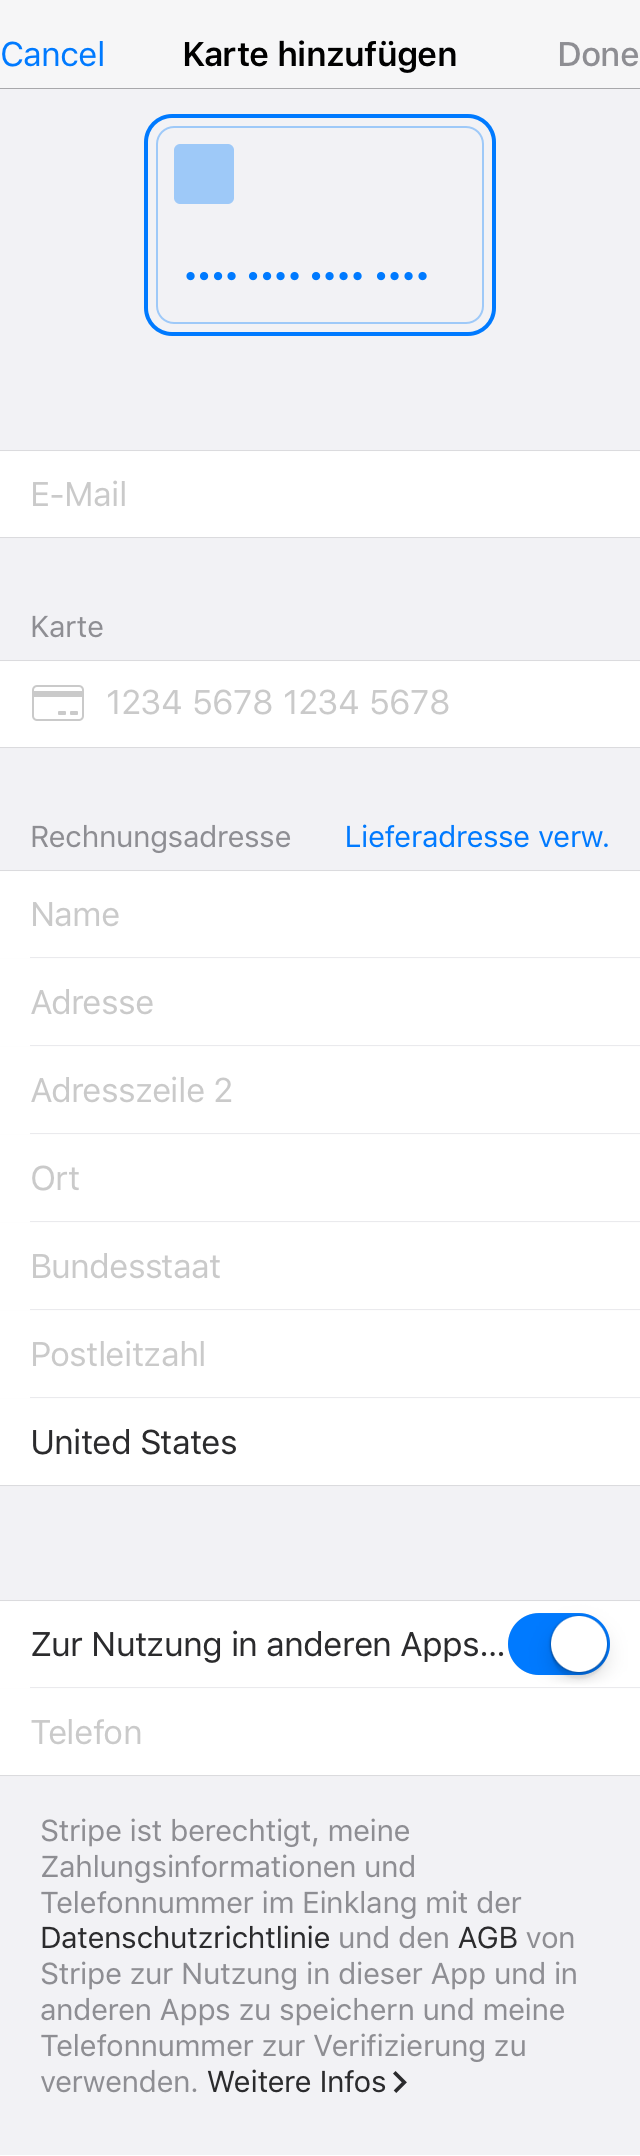 Cancel Karte hinzufügen Done
•••• •••• •••• ••••
E-Mail
Karte
1234 5678 1234 5678
Rechnungsadresse Lieferadresse verw.
Name
Adresse
Adresszeile 2
Ort
Bundesstaat
Postleitzahl
United States
Zur Nutzung in anderen Apps...
Telefon
Stripe ist berechtigt, meine
Zahlungsinformationen und
Telefonnummer im Einklang mit der
Datenschutzrichtlinie und den AGB von
Stripe zur Nutzung in dieser App und in
anderen Apps zu speichern und meine
Telefonnummer zur Verifizierung zu
verwenden. Weitere Infos